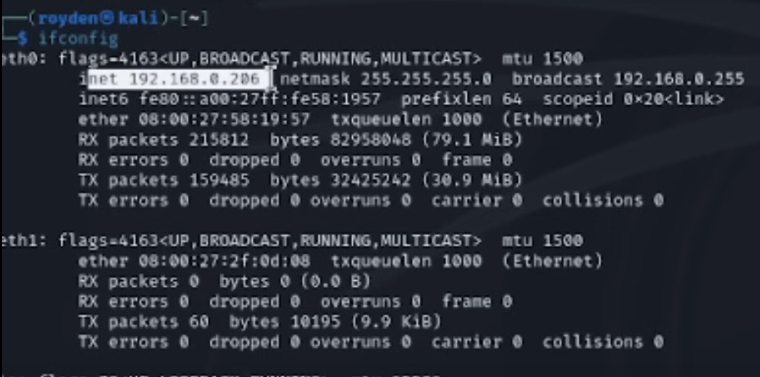 (royden㉿kali)-[~]
$ ifconfig
eth0: flags=4163<UP,BROADCAST,RUNNING,MULTICAST>  mtu 1500
inet 192.168.0.206  netmask 255.255.255.0  broadcast 192.168.0.255
inet6 fe80::a00:27ff:fe58:1957  prefixlen 64  scopeid 0x20<link>
ether 08:00:27:58:19:57  txqueuelen 1000  (Ethernet)
RX packets 215812  bytes 82958048 (79.1 MiB)
RX errors 0  dropped 0  overruns 0  frame 0
TX packets 159485  bytes 32425242 (30.9 MiB)
TX errors 0  dropped 0 overruns 0  carrier 0  collisions 0
eth1: flags=4163<UP,BROADCAST,RUNNING,MULTICAST>  mtu 1500
ether 08:00:27:2f:0d:08  txqueuelen 1000  (Ethernet)
RX packets 0  bytes 0 (0.0 B)
RX errors 0  dropped 0  overruns 0  frame 0
TX packets 60  bytes 10195 (9.9 KiB)
TX errors 0  dropped 0 overruns 0  carrier 0  collisions 0